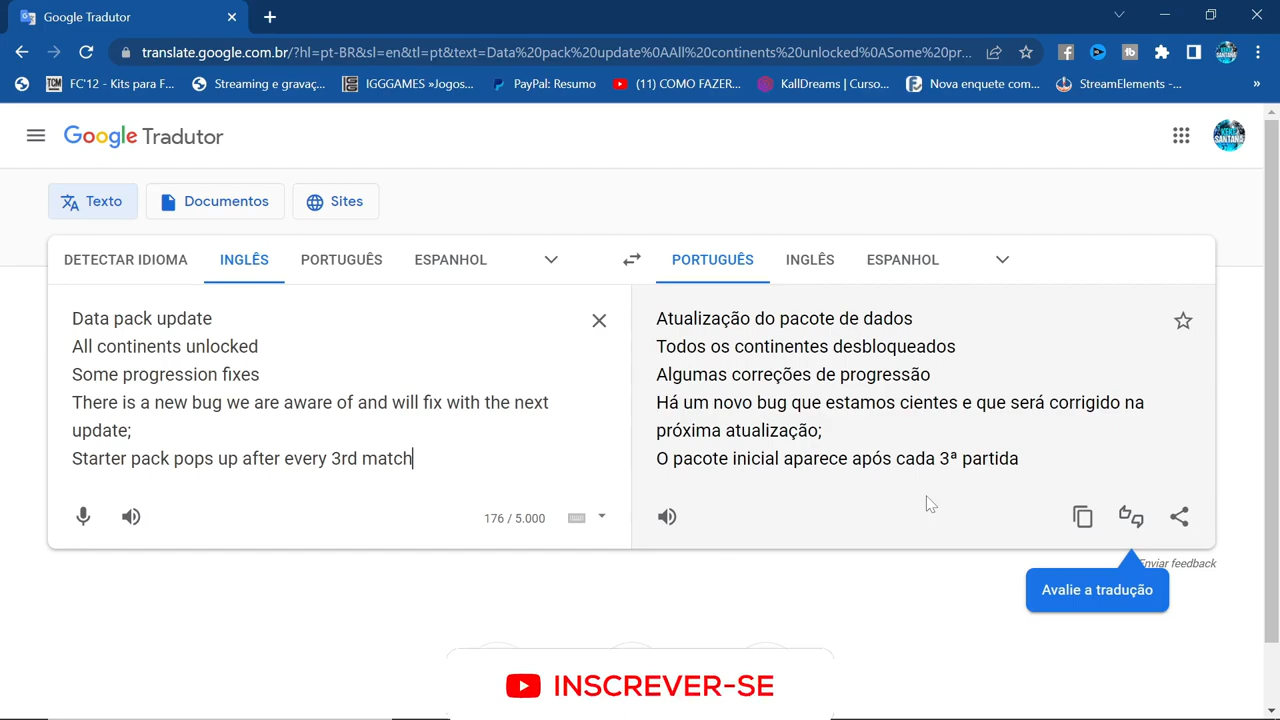 Google Tradutor
translate.google.com.br/?hl=pt-BR&sl=en&tl=pt&text=Data%20pack%20update%0AAll%20continents%20unlocked%0ASome%20pr...
FC'12 - Kits para F...
Streaming e gravaç...
IGGGAMES »Jogos...
PayPal: Resumo
(11) COMO FAZER...
KallDreams | Curso...
Nova enquete com...
StreamElements -...
»
Google Tradutor
Texto
Documentos
Sites
DETECTAR IDIOMA
INGLÊS
PORTUGUÊS
ESPANHOL
PORTUGUÊS
INGLÊS
ESPANHOL
Data pack update
All continents unlocked
Some progression fixes
There is a new bug we are aware of and will fix with the next
update;
Starter pack pops up after every 3rd match
176 / 5.000
Atualização do pacote de dados
Todos os continentes desbloqueados
Algumas correções de progressão
Há um novo bug que estamos cientes e que será corrigido na
próxima atualização;
O pacote inicial aparece após cada 3ª partida
Enviar feedback
Avalie a tradução
INSCREVER-SE